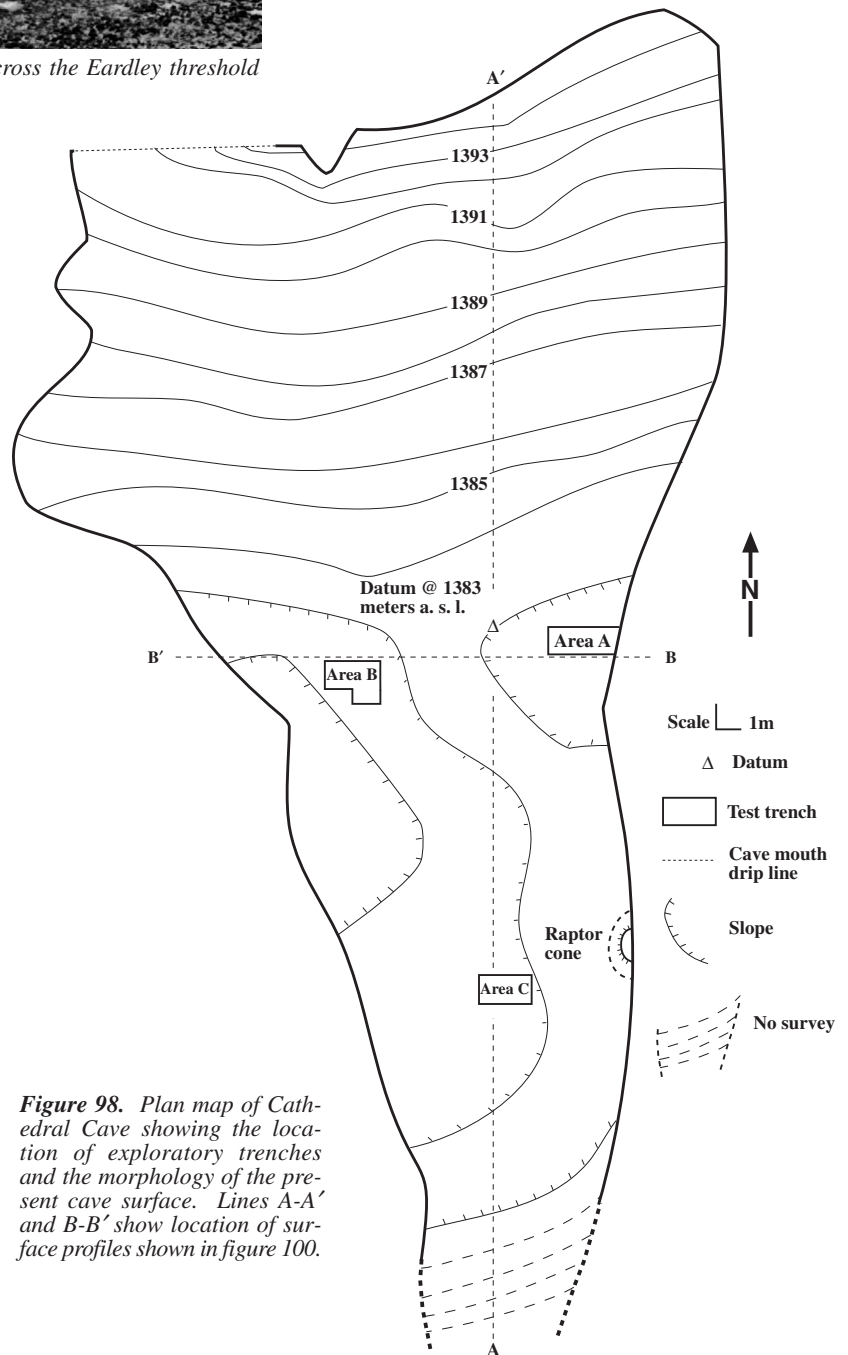 cross the Eardley threshold
A′
1393
1391
1389
1387
1385
Datum @ 1383
meters a. s. l.
Δ
N
Area A
B′
B
Area B
Scale 1m
Δ Datum
Test trench
Cave mouth
drip line
Slope
Raptor
cone
Area C
No survey
Figure 98. Plan map of Cath-
edral Cave showing the loca-
tion of exploratory trenches
and the morphology of the pre-
sent cave surface. Lines A-A′
and B-B′ show location of sur-
face profiles shown in figure 100.
A